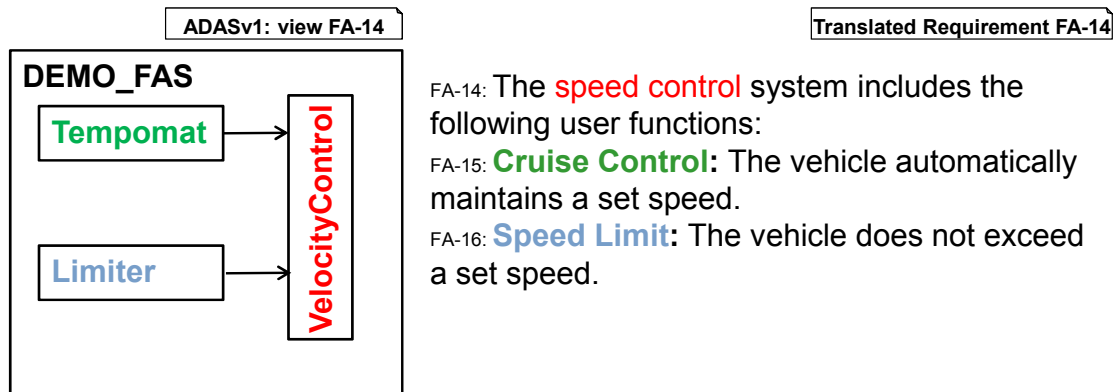 ADASv1: view FA-14
DEMO_FAS
Tempomat
VelocityControl
Limiter
Translated Requirement FA-14
FA-14: The speed control system includes the
following user functions:
FA-15: Cruise Control: The vehicle automatically
maintains a set speed.
FA-16: Speed Limit: The vehicle does not exceed
a set speed.